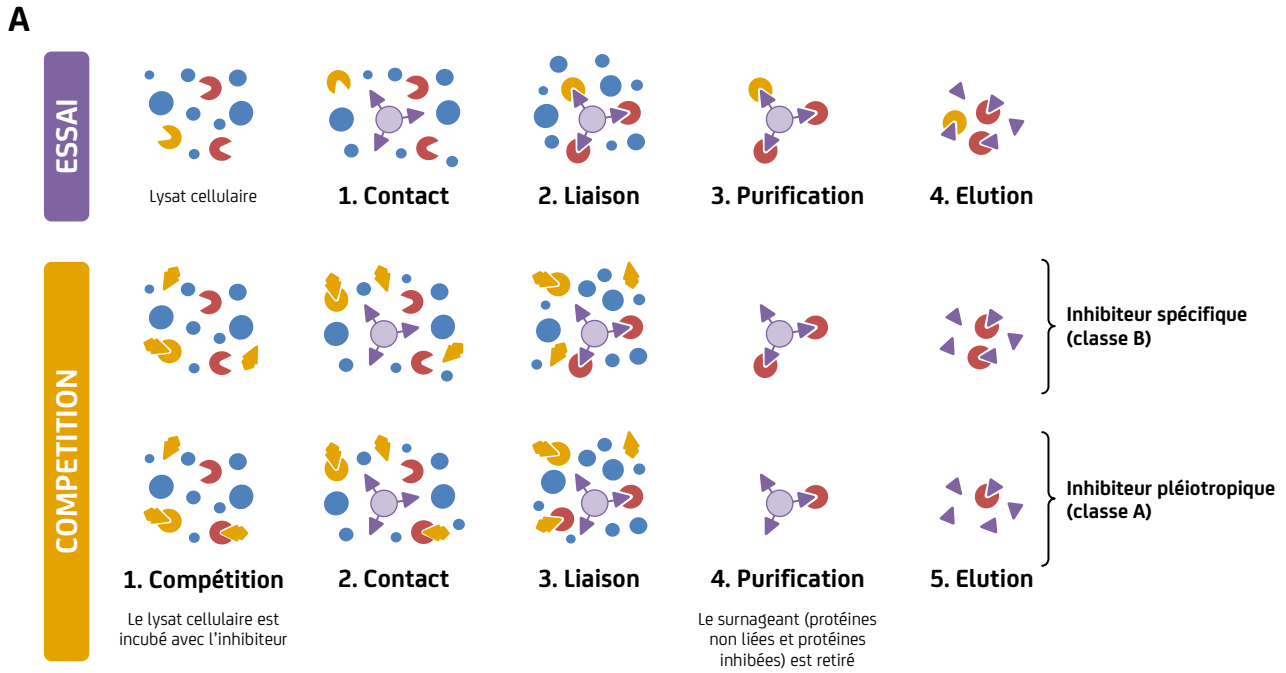 A
ESSAI
Lysat cellulaire
1. Contact
2. Liaison
3. Purification
4. Elution
COMPETITION
Inhibiteur spécifique
(classe B)
Inhibiteur pléiotropique
(classe A)
1. Compétition
2. Contact
3. Liaison
4. Purification
5. Elution
Le lysat cellulaire est
incubé avec l'inhibiteur
Le surnageant (protéines
non liées et protéines
inhibées) est retiré